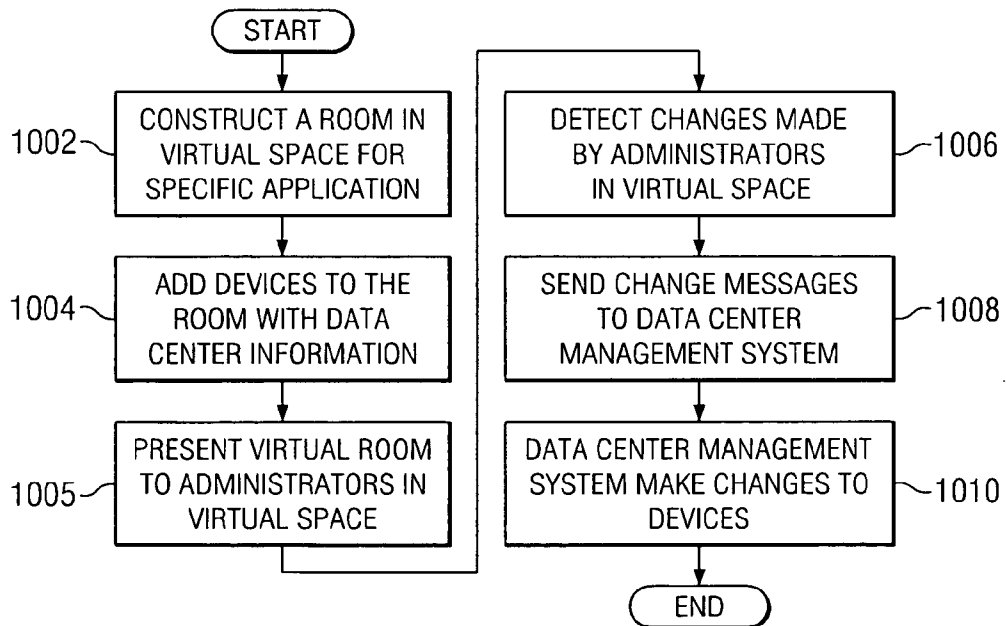 START
1002
CONSTRUCT A ROOM IN
VIRTUAL SPACE FOR
SPECIFIC APPLICATION
1004
ADD DEVICES TO THE
ROOM WITH DATA
CENTER INFORMATION
1005
PRESENT VIRTUAL ROOM
TO ADMINISTRATORS IN
VIRTUAL SPACE
DETECT CHANGES MADE
BY ADMINISTRATORS
IN VIRTUAL SPACE
1006
SEND CHANGE MESSAGES
TO DATA CENTER
MANAGEMENT SYSTEM
1008
DATA CENTER MANAGEMENT
SYSTEM MAKE CHANGES TO
DEVICES
1010
END